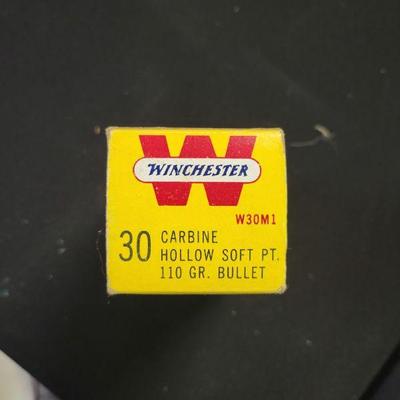 W
WINCHESTER
W30M1
30 CARBINE
HOLLOW SOFT PT.
110 GR. BULLET